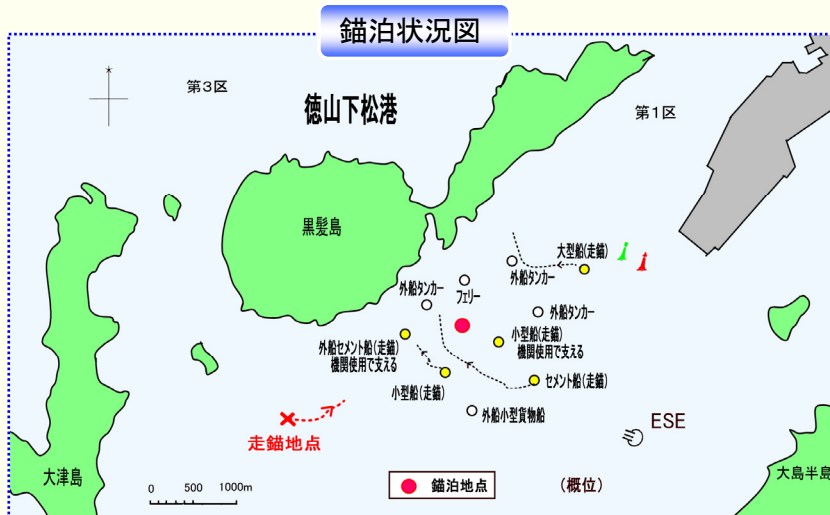 錨泊状況図
第3区
徳山下松港
第1区
黒髪島
大型船(走錨)
外船タンカー
フェリー
外船タンカー
外船タンカー
小型船(走錨)
機関使用で支える
外船セメント船(走錨)
機関使用で支える
セメント船(走錨)
小型船(走錨)
外船小型貨物船
ESE
走錨地点
大津島
大島半島
0 500 1000m
錨泊地点
(概位)